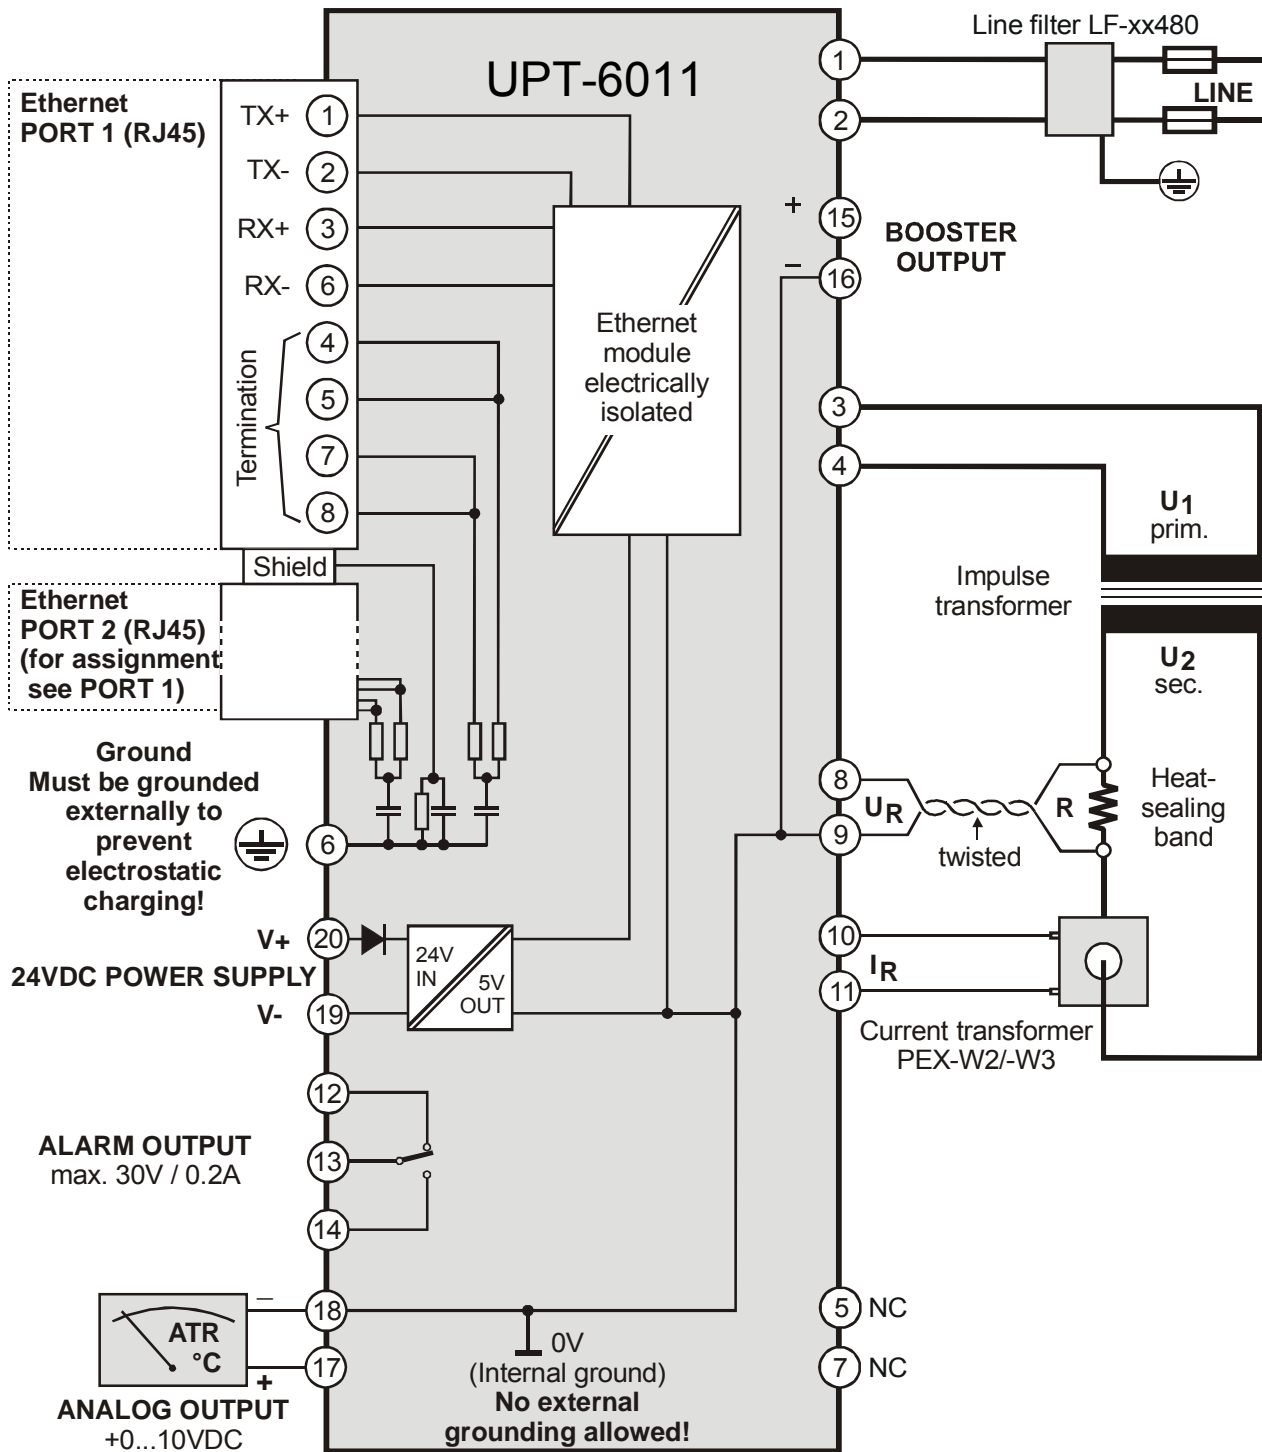 Line filter LF-xx480
UPT-6011
1
2
LINE
Ethernet
PORT 1 (RJ45)
TX+ 1
TX- 2
RX+ 3
RX- 6
4
5
7
8
Termination
+
15
–
16
BOOSTER
OUTPUT
Ethernet
module
electrically
isolated
3
4
U1
prim.
Impulse
transformer
U2
sec.
Shield
Ethernet
PORT 2 (RJ45)
(for assignment
see PORT 1)
Ground
Must be grounded
externally to
prevent
electrostatic
charging!
6
8
9
UR
twisted
R
Heat-
sealing
band
10
11
IR
Current transformer
PEX-W2/-W3
V+ 20
24VDC POWER SUPPLY
V- 19
24V
IN
5V
OUT
12
13
14
ALARM OUTPUT
max. 30V / 0.2A
– 18
ATR
°C
+ 17
ANALOG OUTPUT
+0...10VDC
0V
(Internal ground)
No external
grounding allowed!
5 NC
7 NC